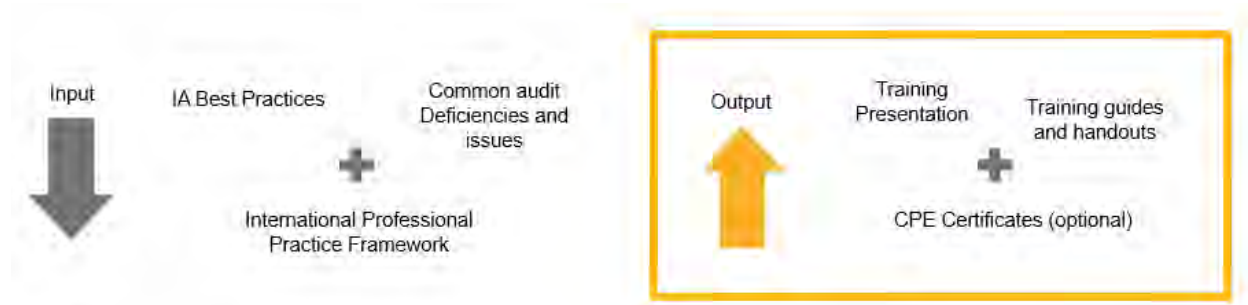 Input
IA Best Practices
Common audit
Deficiencies and
issues
International Professional
Practice Framework
Output
Training
Presentation
Training guides
and handouts
CPE Certificates (optional)